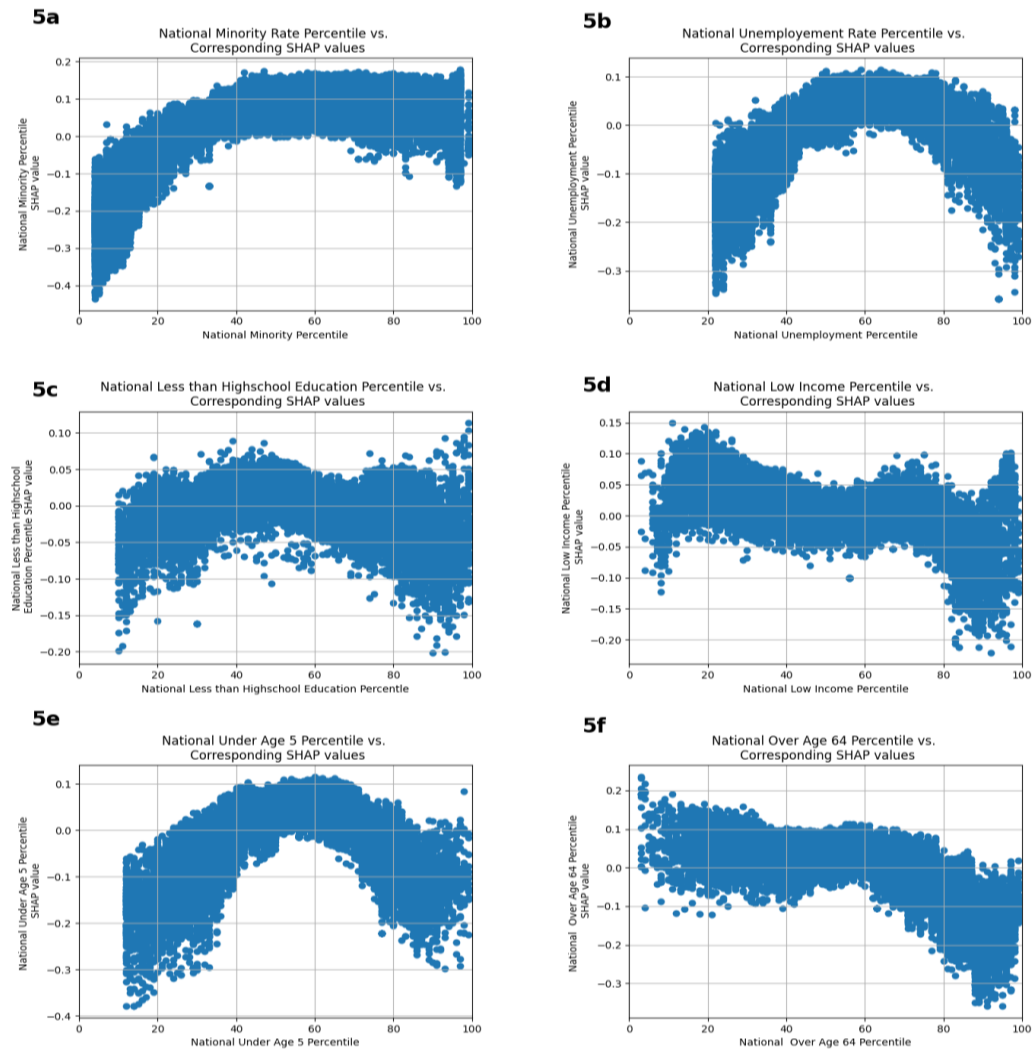 5a
National Minority Rate Percentile vs.
Corresponding SHAP values
0.2
0.1
0.0
−0.1
−0.2
−0.3
−0.4
National Minority Percentile
SHAP value
0 20 40 60 80 100
National Minority Percentile
5b
National Unemployement Rate Percentile vs.
Corresponding SHAP values
0.1
0.0
−0.1
−0.2
−0.3
National Unemployment Percentile
SHAP value
0 20 40 60 80 100
National Unemployment Percentile
5c
National Less than Highschool Education Percentile vs.
Corresponding SHAP values
0.10
0.05
0.00
−0.05
−0.10
−0.15
−0.20
National Less than Highschool
Education Percentile SHAP value
0 20 40 60 80 100
National Less than Highschool Education Percentle
5d
National Low Income Percentile vs.
Corresponding SHAP values
0.15
0.10
0.05
0.00
−0.05
−0.10
−0.15
−0.20
National Low Income Percentile
SHAP value
0 20 40 60 80 100
National Low Income Percentile
5e
National Under Age 5 Percentile vs.
Corresponding SHAP values
0.1
0.0
−0.1
−0.2
−0.3
−0.4
National Under Age 5 Percentile
SHAP value
0 20 40 60 80 100
National Under Age 5 Percentile
5f
National Over Age 64 Percentile vs.
Corresponding SHAP values
0.2
0.1
0.0
−0.1
−0.2
−0.3
National Over Age 64 Percentile
SHAP value
0 20 40 60 80 100
National Over Age 64 Percentile